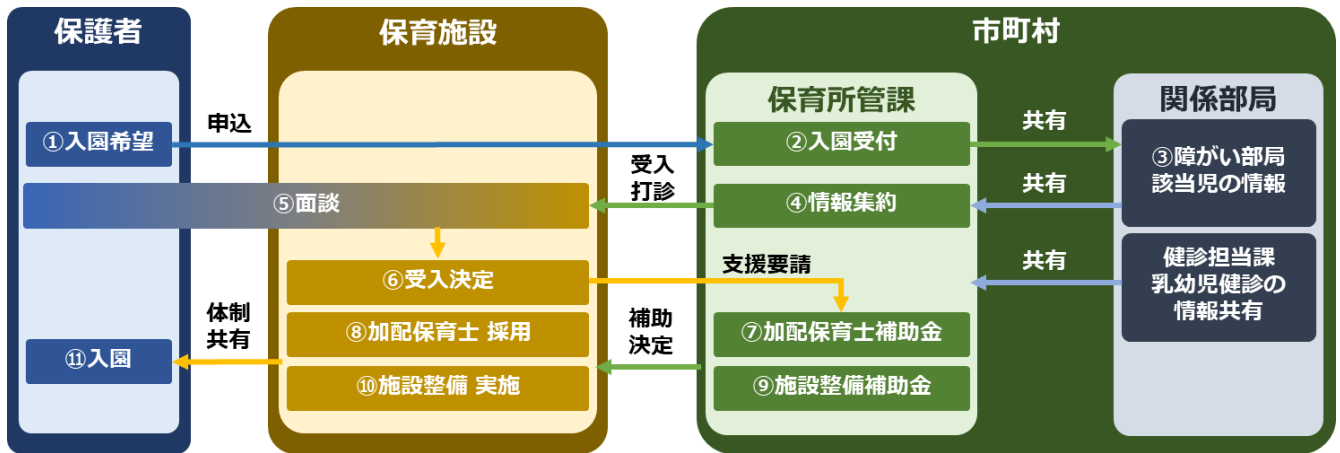 保護者
保育施設
市町村
保育所管課
関係部局
①入園希望
申込
②入園受付
共有
③障がい部局
該当児の情報
⑤面談
受入
打診
④情報集約
共有
⑥受入決定
支援要請
共有
健診担当課
乳幼児健診の
情報共有
体制
共有
⑧加配保育士 採用
補助
決定
⑦加配保育士補助金
⑪入園
⑩施設整備 実施
⑨施設整備補助金